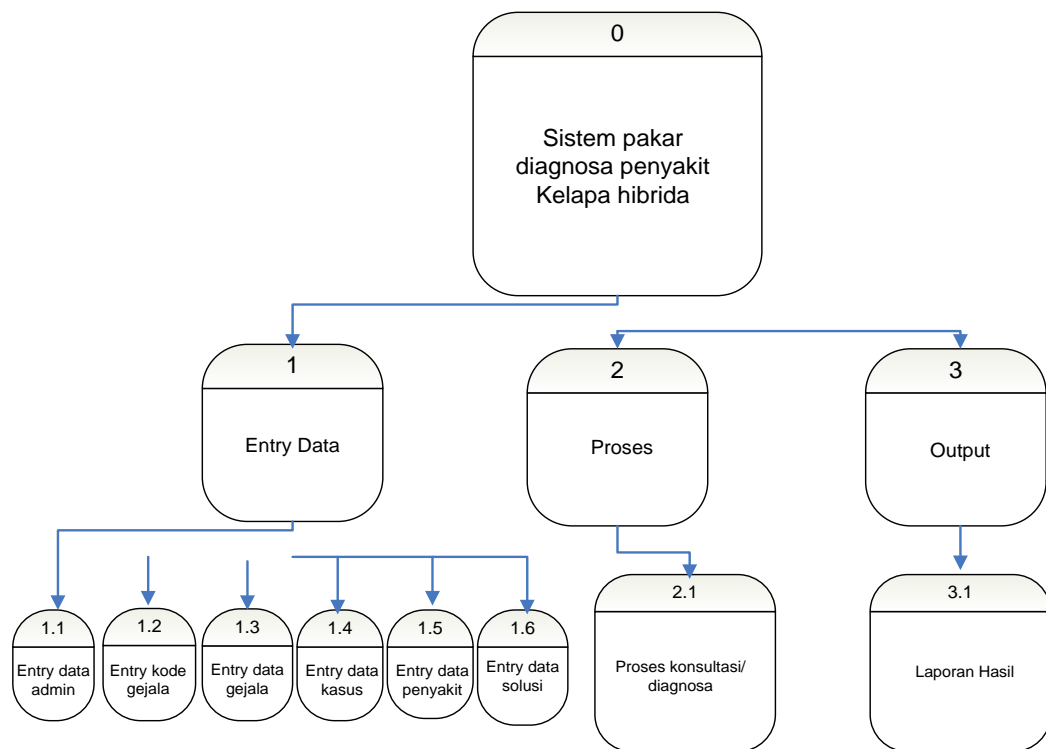 0
Sistem pakar
diagnosa penyakit
Kelapa hibrida
1
Entry Data
2
Proses
3
Output
1.1
Entry data
admin
1.2
Entry kode
gejala
1.3
Entry data
gejala
1.4
Entry data
kasus
1.5
Entry data
penyakit
1.6
Entry data
solusi
2.1
Proses konsultasi/
diagnosa
3.1
Laporan Hasil